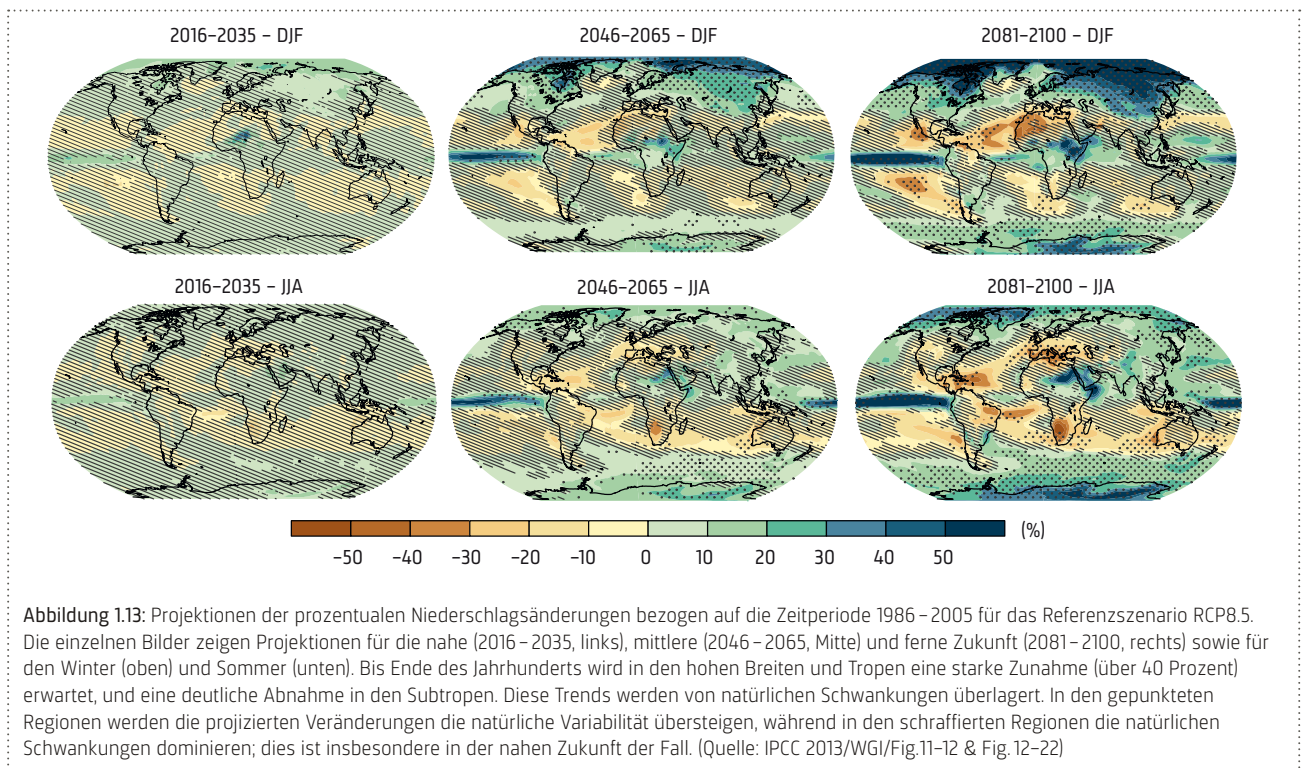 2016–2035 – DJF
2046–2065 – DJF
2081–2100 – DJF
2016–2035 – JJA
2046–2065 – JJA
2081–2100 – JJA
(%)
–50 –40 –30 –20 –10 0 10 20 30 40 50
Abbildung 1.13: Projektionen der prozentualen Niederschlagsänderungen bezogen auf die Zeitperiode 1986–2005 für das Referenzszenario RCP8.5.
Die einzelnen Bilder zeigen Projektionen für die nahe (2016–2035, links), mittlere (2046–2065, Mitte) und ferne Zukunft (2081–2100, rechts) sowie für
den Winter (oben) und Sommer (unten). Bis Ende des Jahrhunderts wird in den hohen Breiten und Tropen eine starke Zunahme (über 40 Prozent)
erwartet, und eine deutliche Abnahme in den Subtropen. Diese Trends werden von natürlichen Schwankungen überlagert. In den gepunkteten
Regionen werden die projizierten Veränderungen die natürliche Variabilität übersteigen, während in den schraffierten Regionen die natürlichen
Schwankungen dominieren; dies ist insbesondere in der nahen Zukunft der Fall. (Quelle: IPCC 2013/WGI/Fig.11–12 & Fig. 12–22)